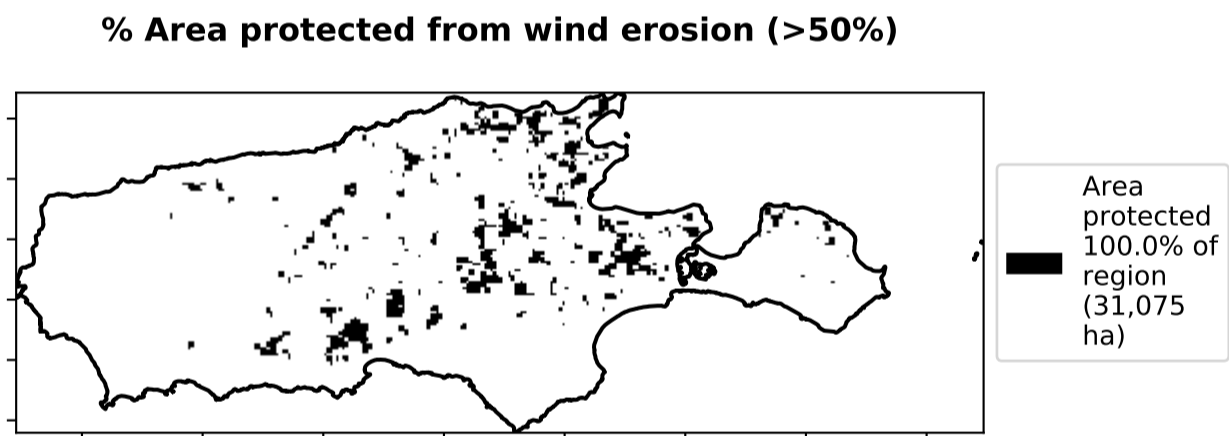 % Area protected from wind erosion (>50%)
Area
protected
100.0% of
region
(31,075
ha)